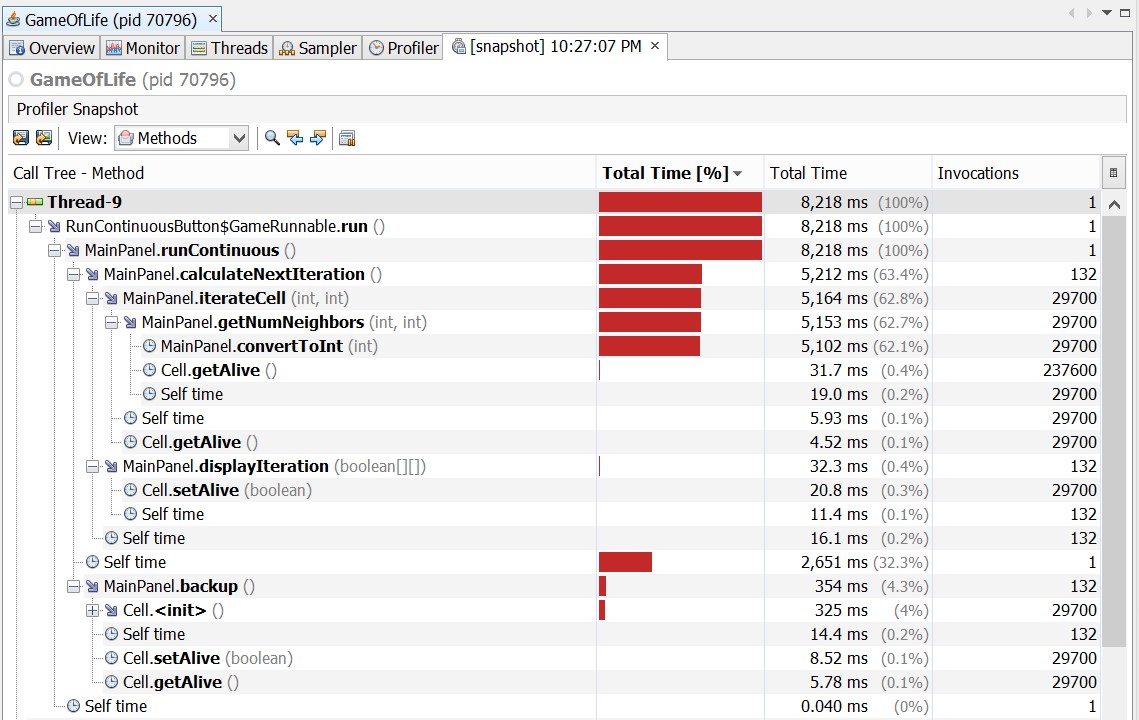 GameOfLife (pid 70796) ×
Overview Monitor Threads Sampler Profiler [snapshot] 10:27:07 PM ×
GameOfLife (pid 70796)
Profiler Snapshot
View: Methods
Call Tree - Method Total Time [%] Total Time Invocations
Thread-9 8,218 ms (100%) 1
RunContinuousButton$GameRunnable.run () 8,218 ms (100%) 1
MainPanel.runContinuous () 8,218 ms (100%) 1
MainPanel.calculateNextIteration () 5,212 ms (63.4%) 132
MainPanel.iterateCell (int, int) 5,164 ms (62.8%) 29700
MainPanel.getNumNeighbors (int, int) 5,153 ms (62.7%) 29700
MainPanel.convertToInt (int) 5,102 ms (62.1%) 29700
Cell.getAlive () 31.7 ms (0.4%) 237600
Self time 19.0 ms (0.2%) 29700
Self time 5.93 ms (0.1%) 29700
Cell.getAlive () 4.52 ms (0.1%) 29700
MainPanel.displayIteration (boolean[][]) 32.3 ms (0.4%) 132
Cell.setAlive (boolean) 20.8 ms (0.3%) 29700
Self time 11.4 ms (0.1%) 132
Self time 16.1 ms (0.2%) 132
Self time 2,651 ms (32.3%) 1
MainPanel.backup () 354 ms (4.3%) 132
Cell.<init> () 325 ms (4%) 29700
Self time 14.4 ms (0.2%) 132
Cell.setAlive (boolean) 8.52 ms (0.1%) 29700
Cell.getAlive () 5.78 ms (0.1%) 29700
Self time 0.040 ms (0%) 1